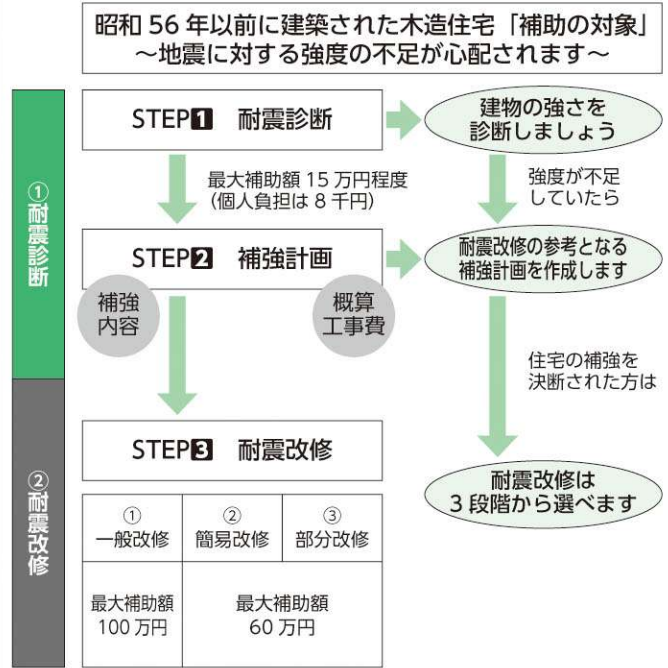 昭和 56 年以前に建築された木造住宅「補助の対象」
～地震に対する強度の不足が心配されます～
①耐震診断
STEP1 耐震診断
建物の強さを
診断しましょう
最大補助額 15 万円程度
（個人負担は 8 千円）
強度が不足
していたら
STEP2 補強計画
耐震改修の参考となる
補強計画を作成します
補強
内容
概算
工事費
住宅の補強を
決断された方は
②耐震改修
STEP3 耐震改修
耐震改修は
3 段階から選べます
①
一般改修
②
簡易改修
③
部分改修
最大補助額
100 万円
最大補助額
60 万円